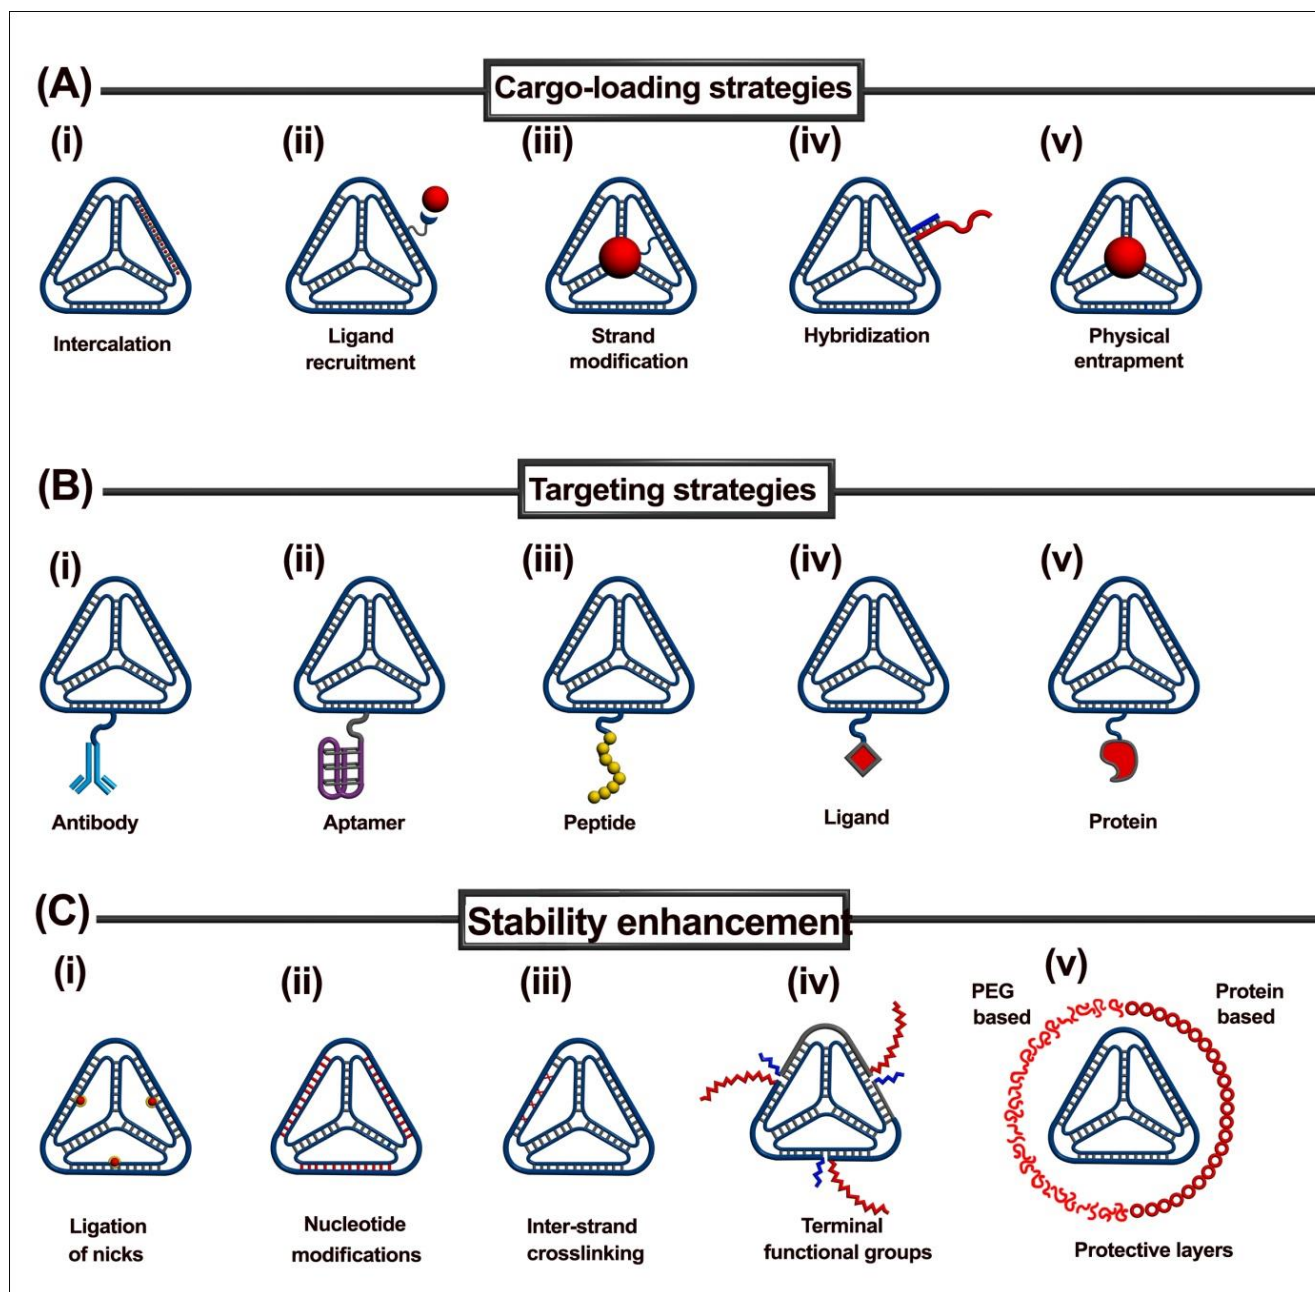 (A)
Cargo-loading strategies
(i)
(ii)
(iii)
(iv)
(v)
Intercalation
Ligand
recruitment
Strand
modification
Hybridization
Physical
entrapment
(B)
Targeting strategies
(i)
(ii)
(iii)
(iv)
(v)
Antibody
Aptamer
Peptide
Ligand
Protein
(C)
Stability enhancement
(i)
(ii)
(iii)
(iv)
(v)
PEG
based
Protein
based
Ligation
of nicks
Nucleotide
modifications
Inter-strand
crosslinking
Terminal
functional groups
Protective layers